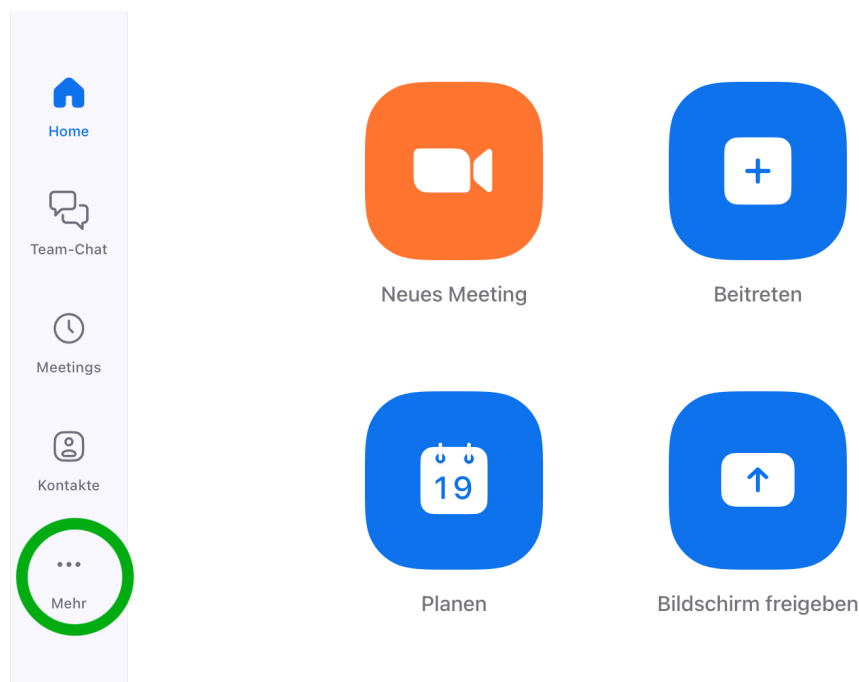 Home
Team-Chat
Meetings
Kontakte
Mehr
Neues Meeting
Beitreten
19
Planen
Bildschirm freigeben